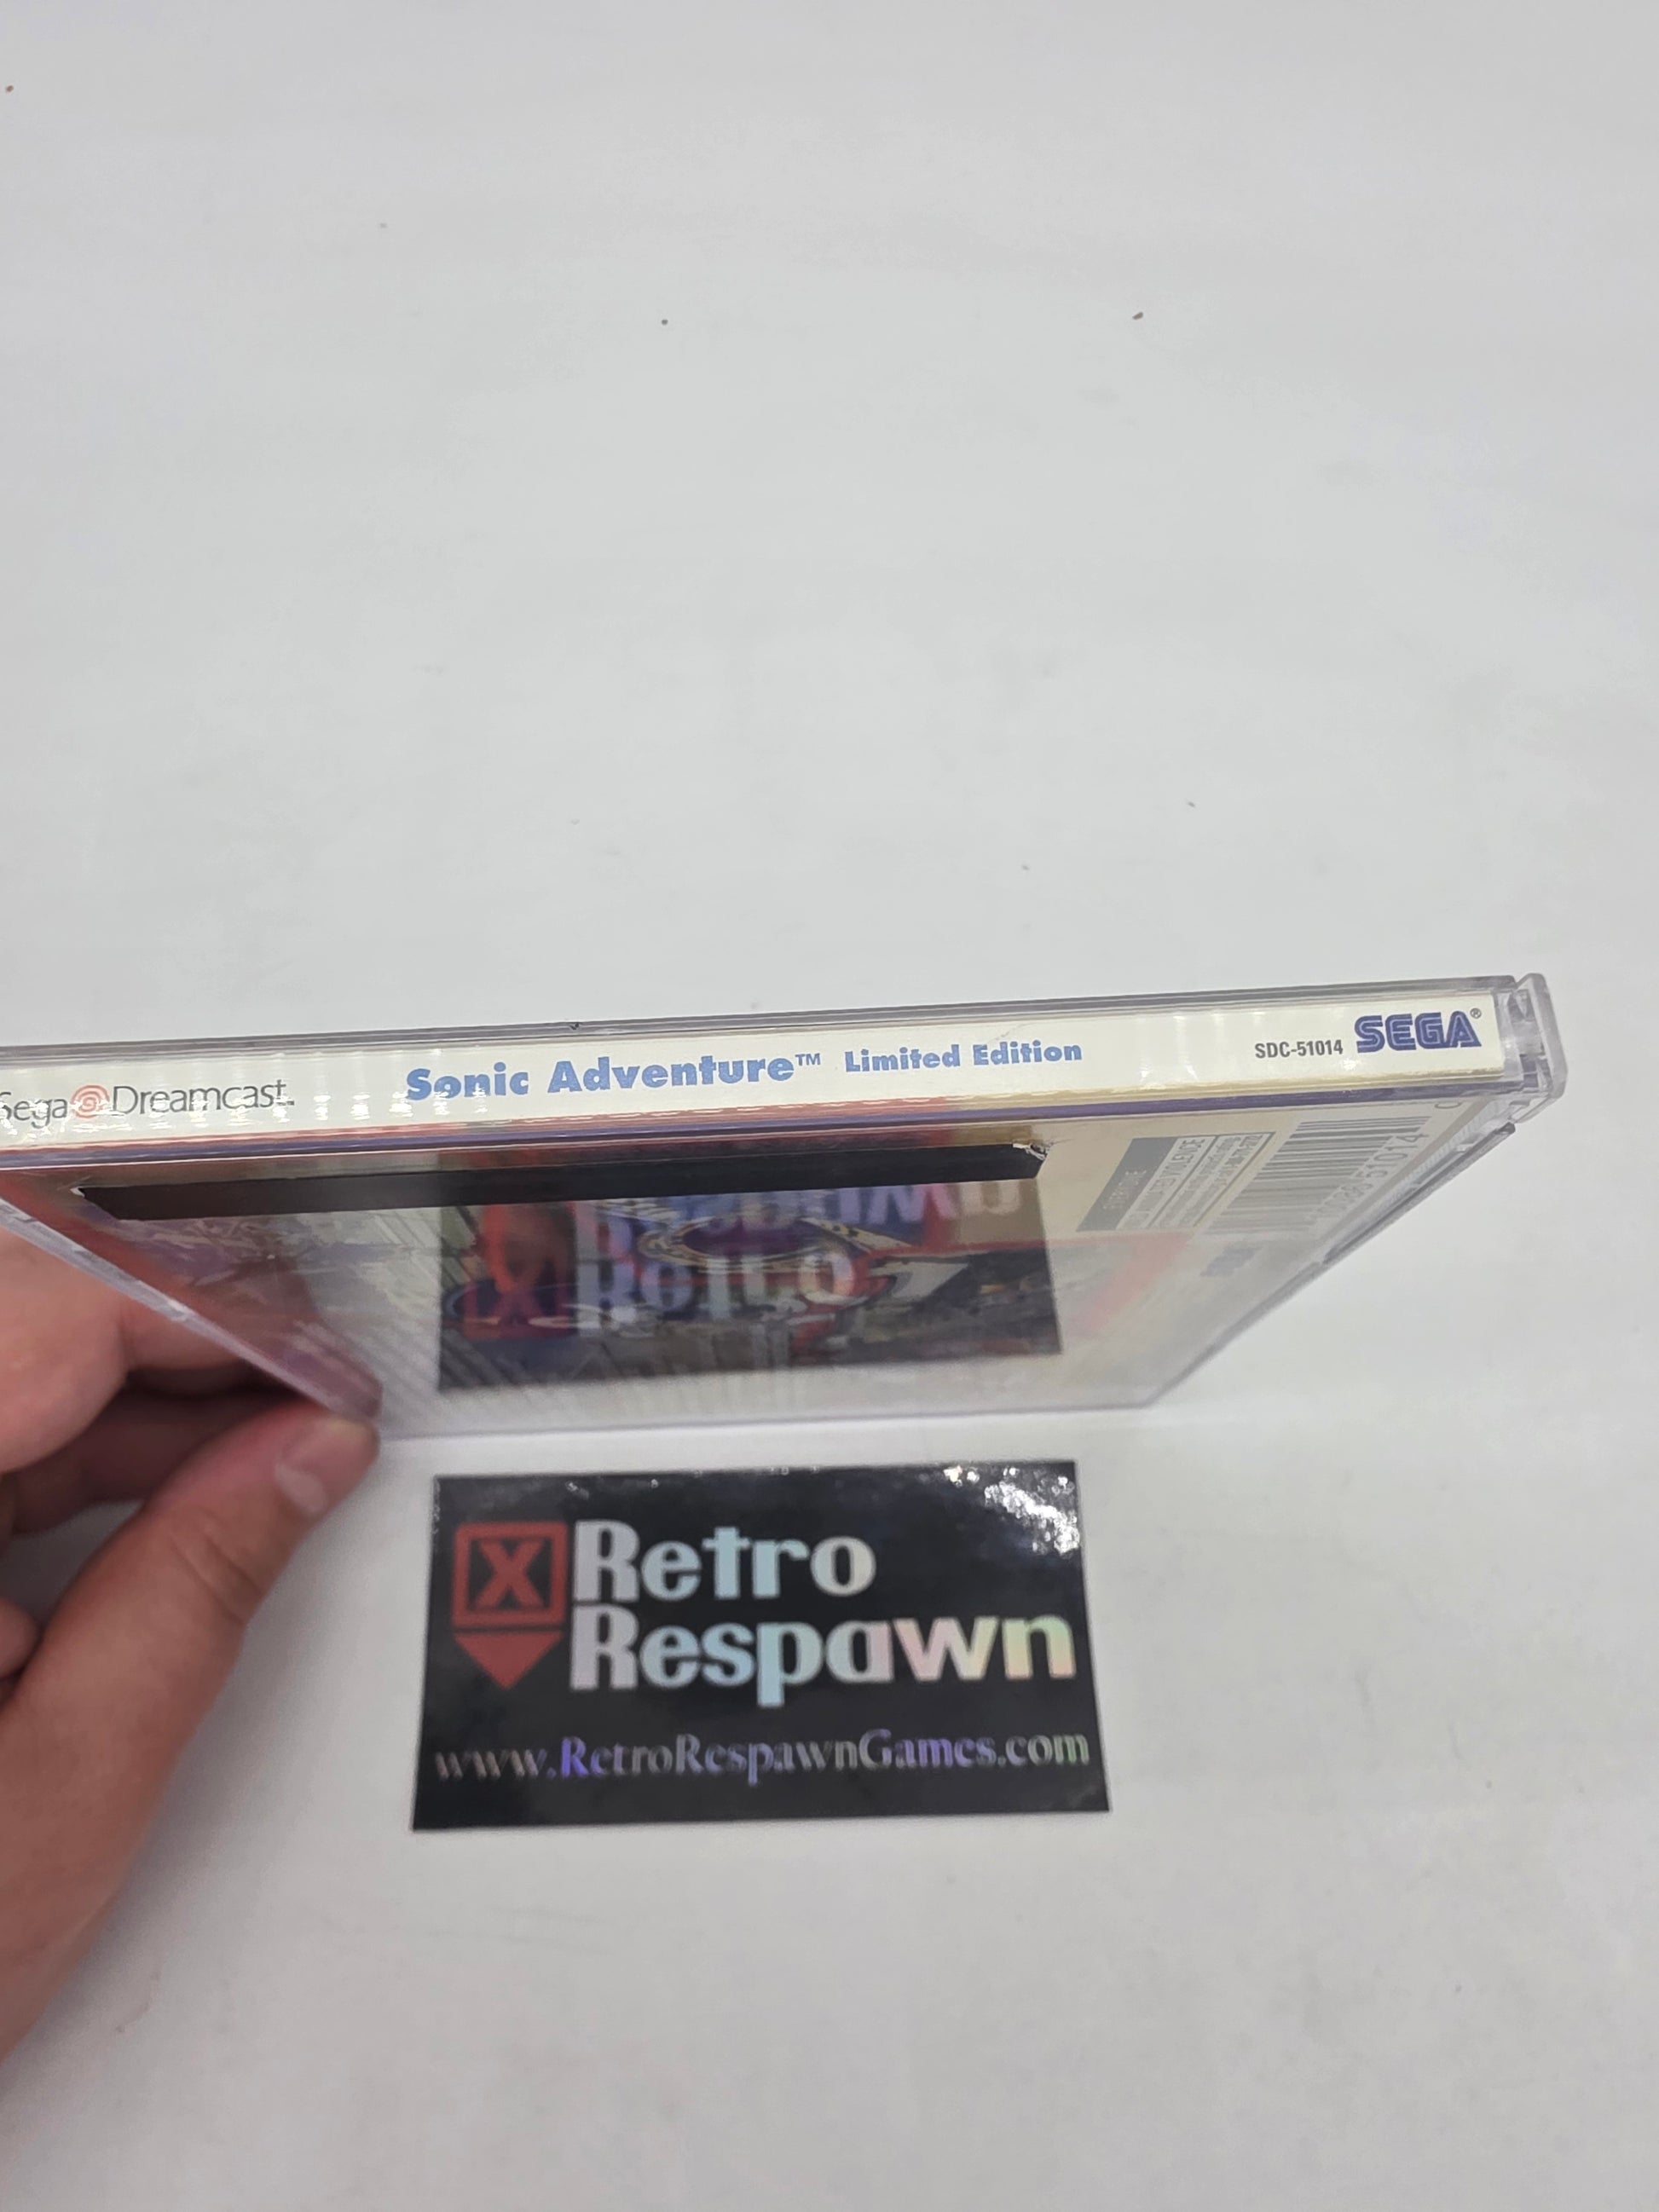 Sega Dreamcast.
Sonic Adventure™ Limited Edition
SDC-51014 SEGA®
X Retro
Respawn
www.RetroRespawnGames.com